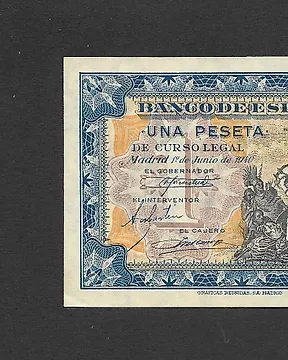 BANCO DE ES
UNA PESETA
DE CURSO LEGAL
Madrid 1º de Junio de 1940
EL GOBERNADOR
EL INTERVENTOR
EL CAJERO
GRAFICAS REUNIDAS, S.A. MADRID